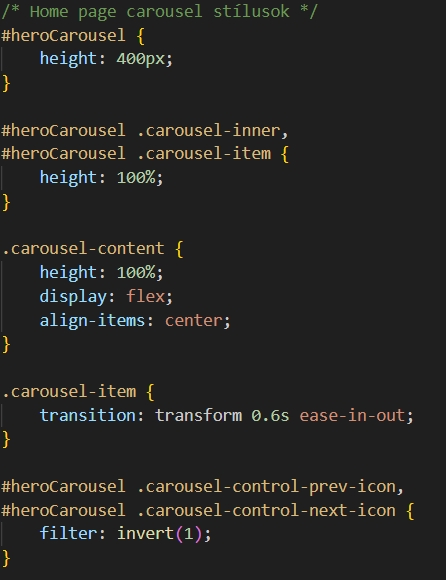 /* Home page carousel stílusok */
#heroCarousel {
    height: 400px;
}

#heroCarousel .carousel-inner,
#heroCarousel .carousel-item {
    height: 100%;
}

.carousel-content {
    height: 100%;
    display: flex;
    align-items: center;
}

.carousel-item {
    transition: transform 0.6s ease-in-out;
}

#heroCarousel .carousel-control-prev-icon,
#heroCarousel .carousel-control-next-icon {
    filter: invert(1);
}